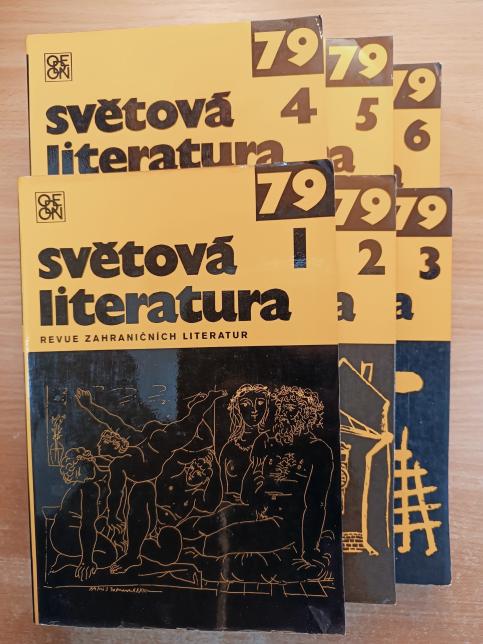 ODEON
79
4
světová
literatura
79
5
a
79
6
ODEON
79
1
světová
literatura
REVUE ZAHRANIČNÍCH LITERATUR
79
2
a
79
3
a